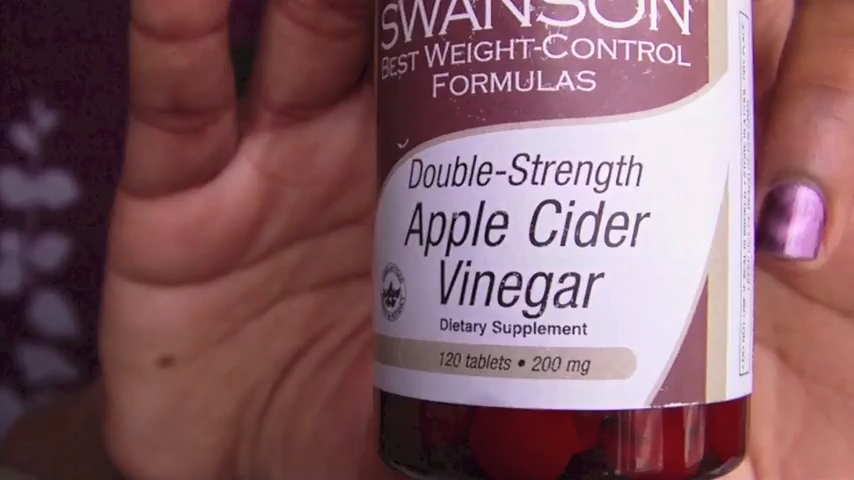 SWANSON
BEST WEIGHT-CONTROL
FORMULAS
Double-Strength
Apple Cider
Vinegar
Dietary Supplement
120 tablets • 200 mg